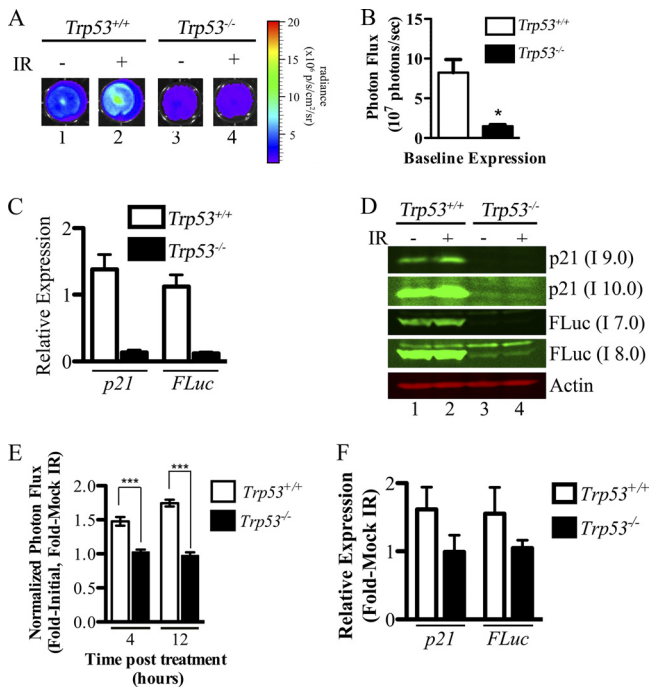 A
Trp53+/+
Trp53-/-
IR
-
+
-
+
1
2
3
4
20
15
10
5
radiance
(x10⁶ p/s/cm²/sr)
B
Photon Flux
(10⁷ photons/sec)
15
10
5
0
*
Baseline Expression
Trp53+/+
Trp53-/-
C
Relative Expression
2
1
0
p21
FLuc
Trp53+/+
Trp53-/-
D
Trp53+/+
Trp53-/-
IR
-
+
-
+
p21 (I 9.0)
p21 (I 10.0)
FLuc (I 7.0)
FLuc (I 8.0)
Actin
1
2
3
4
E
Normalized Photon Flux
(Fold-Initial, Fold-Mock IR)
2.0
1.5
1.0
0.5
0.0
***
***
4
12
Time post treatment
(hours)
Trp53+/+
Trp53-/-
F
Relative Expression
(Fold-Mock IR)
2
1
0
p21
FLuc
Trp53+/+
Trp53-/-